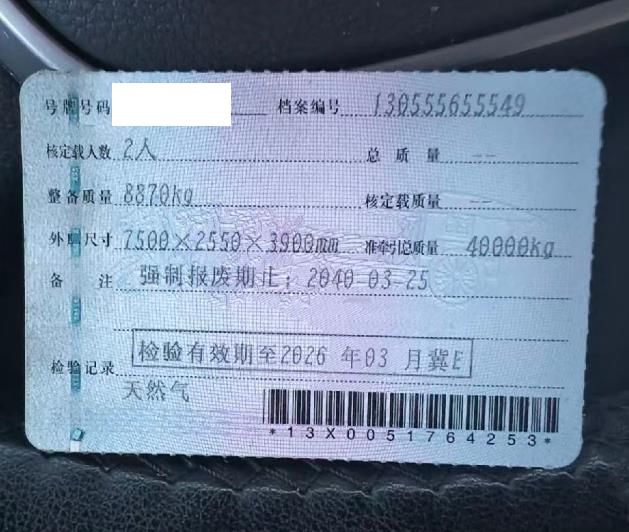 号牌号码 档案编号 130555655549
核定载人数 2人 总质量 --
整备质量 8870kg 核定载质量 --
外廓尺寸 7500×2550×3900mm 准牵引总质量 40000kg
备注 强制报废期止：2040-03-25
检验记录 检验有效期至2026年03月冀E
天然气
*13X0051764253*